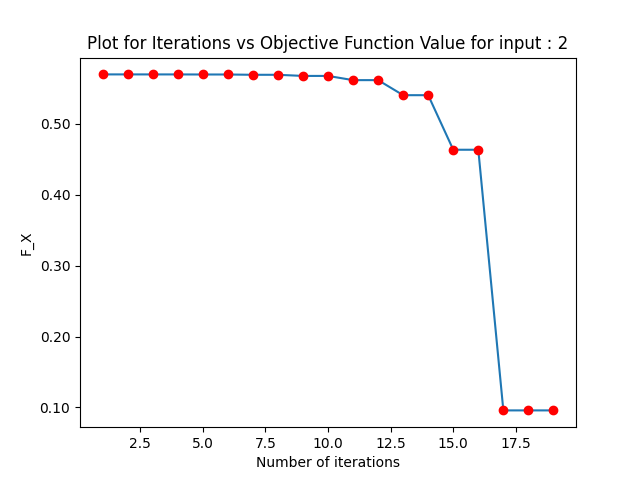 Plot for Iterations vs Objective Function Value for input : 2
F_X
0.50
0.40
0.30
0.20
0.10
2.5 5.0 7.5 10.0 12.5 15.0 17.5
Number of iterations